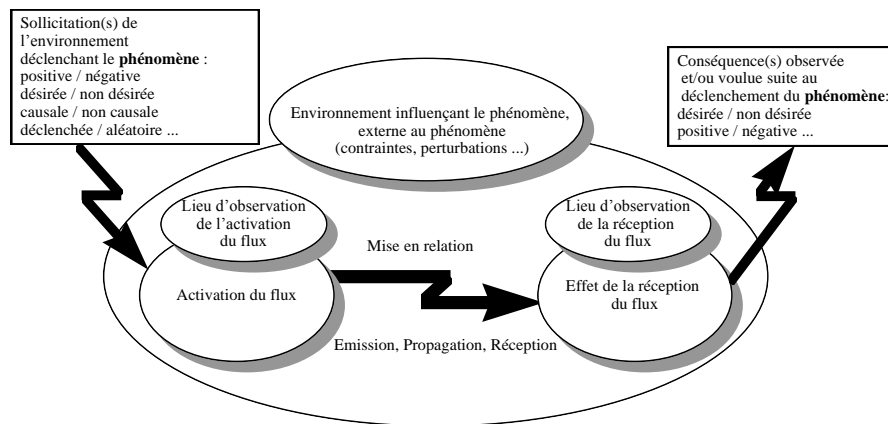 Sollicitation(s) de
l’environnement
déclenchant le phénomène :
positive / négative
désirée / non désirée
causale / non causale
déclenchée / aléatoire ...
Environnement influençant le phénomène,
externe au phénomène
(contraintes, perturbations ...)
Conséquence(s) observée
et/ou voulue suite au
déclenchement du phénomène:
désirée / non désirée
positive / négative ...
Lieu d’observation
de l’activation
du flux
Activation du flux
Mise en relation
Emission, Propagation, Réception
Lieu d’observation
de la réception
du flux
Effet de la réception
du flux